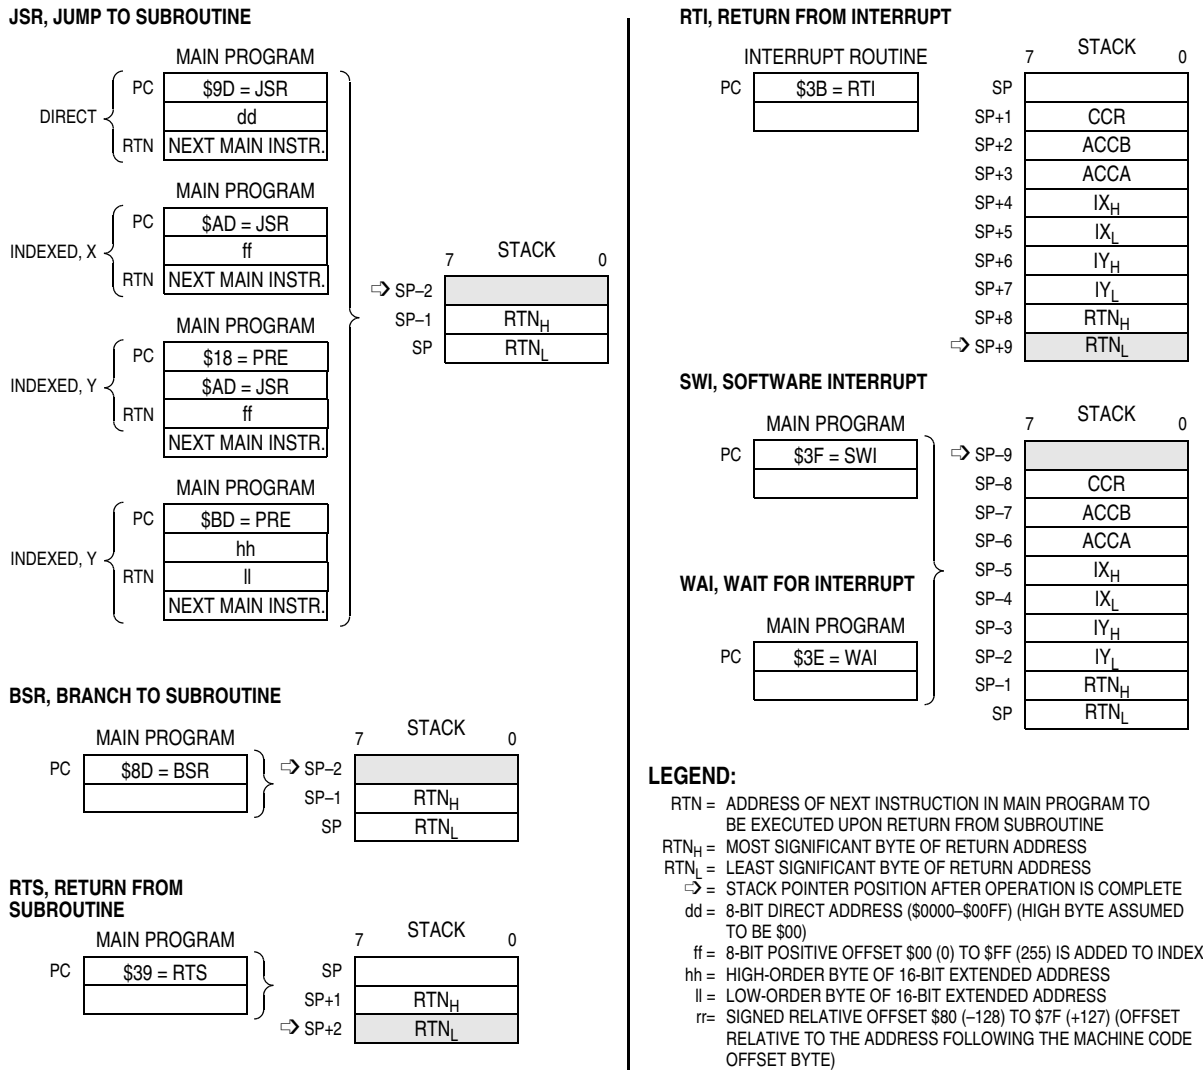 JSR, JUMP TO SUBROUTINE
MAIN PROGRAM
DIRECT
PC $9D = JSR
dd
RTN NEXT MAIN INSTR.
MAIN PROGRAM
INDEXED, X
PC $AD = JSR
ff
RTN NEXT MAIN INSTR.
MAIN PROGRAM
INDEXED, Y
PC $18 = PRE
$AD = JSR
RTN ff
NEXT MAIN INSTR.
MAIN PROGRAM
INDEXED, Y
PC $BD = PRE
hh
RTN ll
NEXT MAIN INSTR.
7 STACK 0
⇨ SP–2
SP–1 RTNH
SP RTNL
BSR, BRANCH TO SUBROUTINE
MAIN PROGRAM
PC $8D = BSR
7 STACK 0
⇨ SP–2
SP–1 RTNH
SP RTNL
RTS, RETURN FROM
SUBROUTINE
MAIN PROGRAM
PC $39 = RTS
7 STACK 0
SP
SP+1 RTNH
⇨ SP+2 RTNL
RTI, RETURN FROM INTERRUPT
INTERRUPT ROUTINE
PC $3B = RTI
7 STACK 0
SP
SP+1 CCR
SP+2 ACCB
SP+3 ACCA
SP+4 IXH
SP+5 IXL
SP+6 IYH
SP+7 IYL
SP+8 RTNH
⇨ SP+9 RTNL
SWI, SOFTWARE INTERRUPT
MAIN PROGRAM
PC $3F = SWI
WAI, WAIT FOR INTERRUPT
MAIN PROGRAM
PC $3E = WAI
7 STACK 0
⇨ SP–9
SP–8 CCR
SP–7 ACCB
SP–6 ACCA
SP–5 IXH
SP–4 IXL
SP–3 IYH
SP–2 IYL
SP–1 RTNH
SP RTNL
LEGEND:
RTN = ADDRESS OF NEXT INSTRUCTION IN MAIN PROGRAM TO
BE EXECUTED UPON RETURN FROM SUBROUTINE
RTNH = MOST SIGNIFICANT BYTE OF RETURN ADDRESS
RTNL = LEAST SIGNIFICANT BYTE OF RETURN ADDRESS
⇨ = STACK POINTER POSITION AFTER OPERATION IS COMPLETE
dd = 8-BIT DIRECT ADDRESS ($0000–$00FF) (HIGH BYTE ASSUMED
TO BE $00)
ff = 8-BIT POSITIVE OFFSET $00 (0) TO $FF (255) IS ADDED TO INDEX
hh = HIGH-ORDER BYTE OF 16-BIT EXTENDED ADDRESS
ll = LOW-ORDER BYTE OF 16-BIT EXTENDED ADDRESS
rr= SIGNED RELATIVE OFFSET $80 (–128) TO $7F (+127) (OFFSET
RELATIVE TO THE ADDRESS FOLLOWING THE MACHINE CODE
OFFSET BYTE)